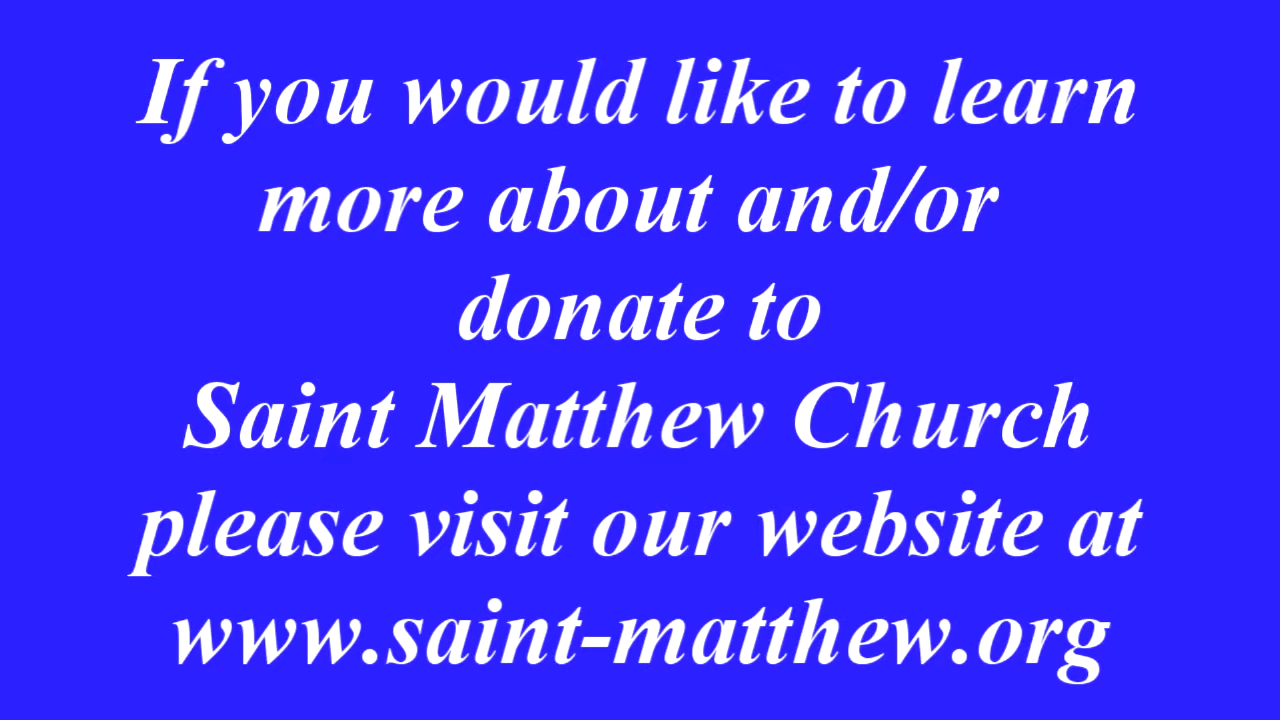 If you would like to learn
more about and/or
donate to
Saint Matthew Church
please visit our website at
www.saint-matthew.org